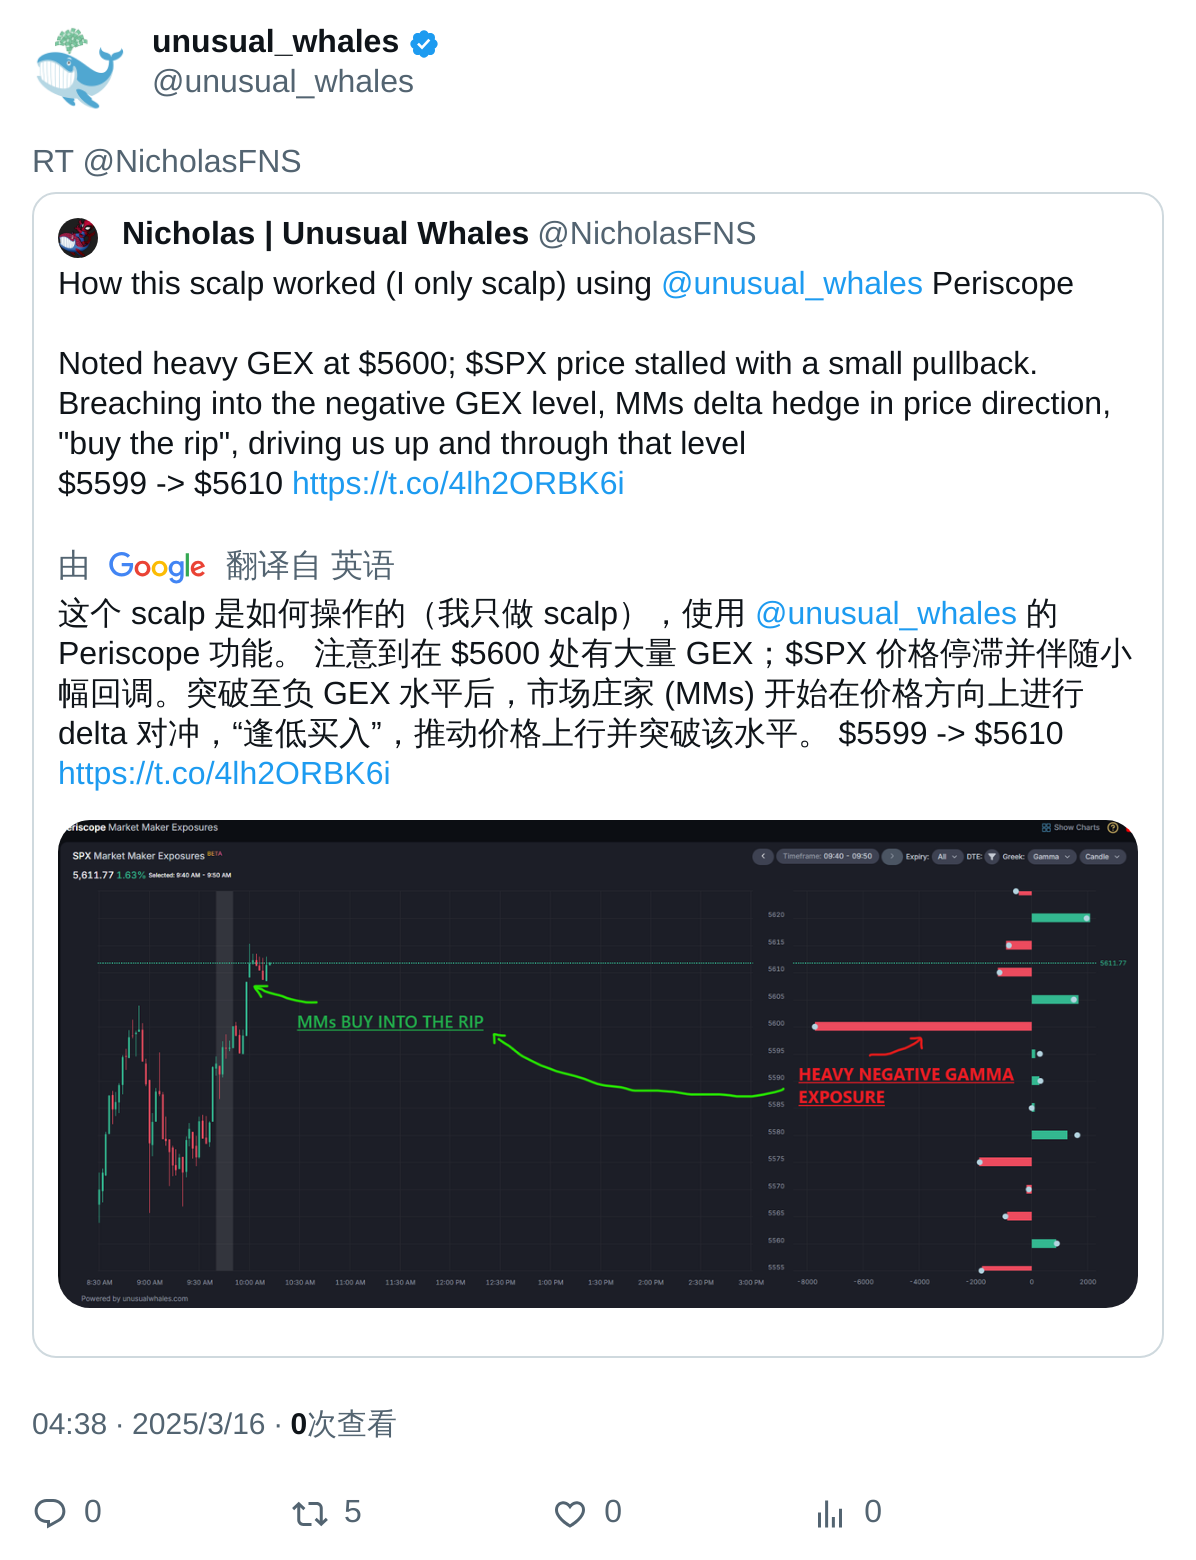 unusual_whales
@unusual_whales
RT @NicholasFNS
Nicholas | Unusual Whales @NicholasFNS
How this scalp worked (I only scalp) using @unusual_whales Periscope
Noted heavy GEX at $5600; $SPX price stalled with a small pullback.
Breaching into the negative GEX level, MMs delta hedge in price direction,
"buy the rip", driving us up and through that level
$5599 -> $5610 https://t.co/4lh2ORBK6i
由 Google 翻译自 英语
这个 scalp 是如何操作的（我只做 scalp），使用 @unusual_whales 的
Periscope 功能。 注意到在 $5600 处有大量 GEX；$SPX 价格停滞并伴随小
幅回调。突破至负 GEX 水平后，市场庄家 (MMs) 开始在价格方向上进行
delta 对冲，“逢低买入”，推动价格上行并突破该水平。 $5599 -> $5610
https://t.co/4lh2ORBK6i
eriscope Market Maker Exposures
Show Charts ?
SPX Market Maker Exposures BETA
Timeframe: 09:40 - 09:50 Expiry: All DTE: Greek: Gamma Candle
5,611.77 1.63% Selected: 9:40 AM - 9:50 AM
5620
5615
5610
5611.77
5605
5600
5595
5590
5585
5580
5575
5570
5565
5560
5555
MMs BUY INTO THE RIP
HEAVY NEGATIVE GAMMA
EXPOSURE
8:30 AM 9:00 AM 9:30 AM 10:00 AM 10:30 AM 11:00 AM 11:30 AM 12:00 PM 12:30 PM 1:00 PM 1:30 PM 2:00 PM 2:30 PM 3:00 PM -8000 -6000 -4000 -2000 0 2000
Powered by unusualwhales.com
04:38 · 2025/3/16 · 0次查看
0 5 0 0